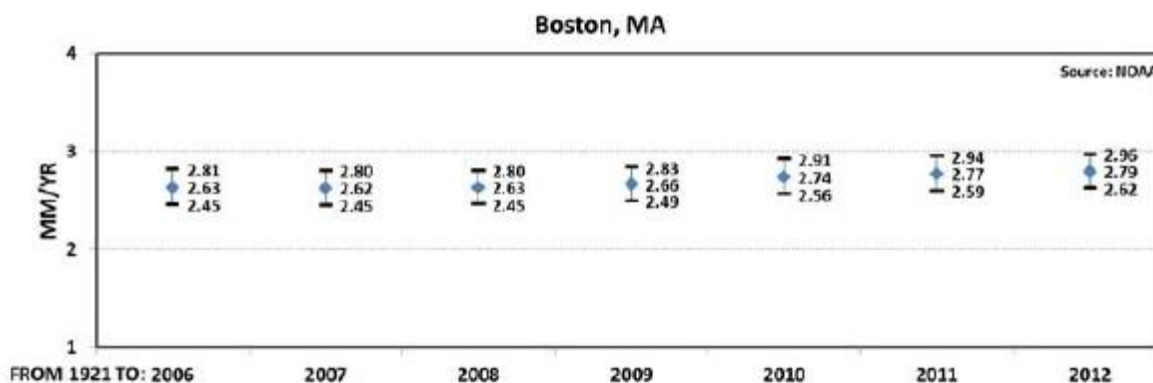 Boston, MA
4
Source: NOAA
3
2.81 2.80 2.80 2.83 2.91 2.94 2.96
2.63 2.62 2.63 2.66 2.74 2.77 2.79
2.45 2.45 2.45 2.49 2.56 2.59 2.62
MM/YR
2
1
FROM 1921 TO: 2006 2007 2008 2009 2010 2011 2012